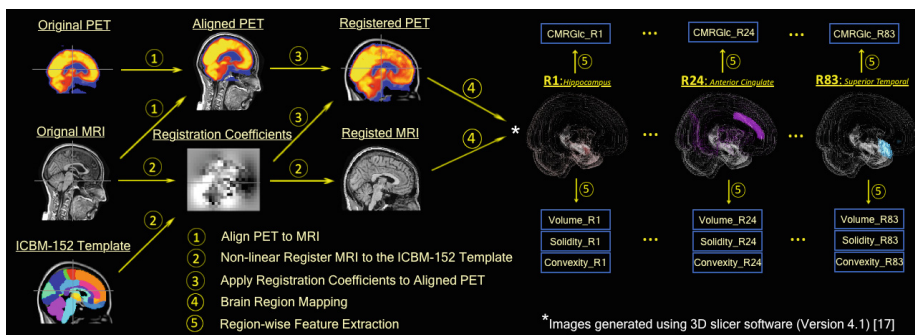 Original PET
Aligned PET
Registered PET
1
3
4
1
3
4
Orignal MRI
Registration Coefficients
Registed MRI
2
2
2
ICBM-152 Template
1 Align PET to MRI
2 Non-linear Register MRI to the ICBM-152 Template
3 Apply Registration Coefficients to Aligned PET
4 Brain Region Mapping
5 Region-wise Feature Extraction
CMRGlc_R1 ... CMRGlc_R24 ... CMRGlc_R83
5 5 5
R1: Hippocampus R24: Anterior Cingulate R83: Superior Temporal
* ... ...
5 5 5
Volume_R1 Volume_R24 Volume_R83
Solidity_R1 ... Solidity_R24 ... Solidity_R83
Convexity_R1 Convexity_R24 Convexity_R83
*Images generated using 3D slicer software (Version 4.1) [17]